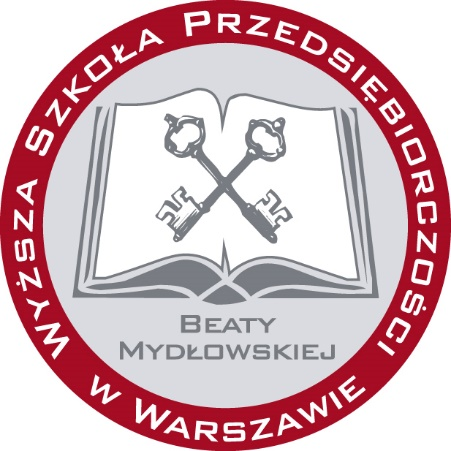 WYŻSZA SZKOŁA PRZEDSIĘBIORCZOŚCI
W WARSZAWIE
BEATY
MYDŁOWSKIEJ